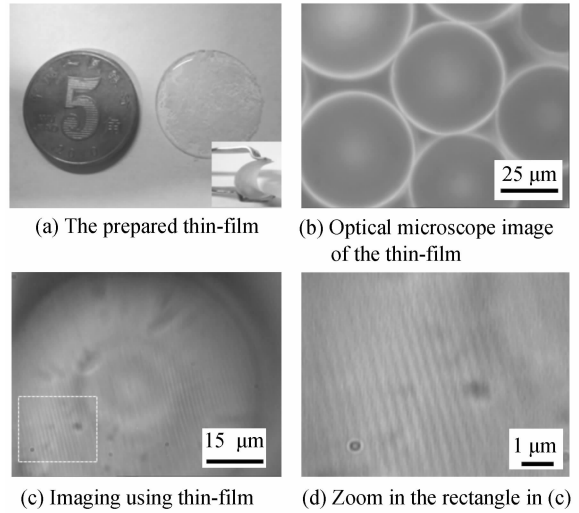 5
(a) The prepared thin-film
25 μm
(b) Optical microscope image
of the thin-film
15 μm
(c) Imaging using thin-film
1 μm
(d) Zoom in the rectangle in (c)